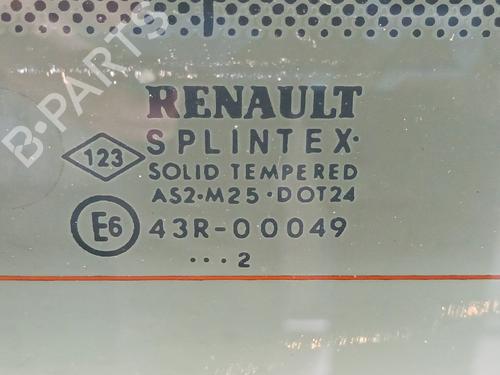 B-PARTS
RENAULT
SPLINTEX·
123
SOLID TEMPERED
AS2·M25·DOT24
E6 43R-00049
···2